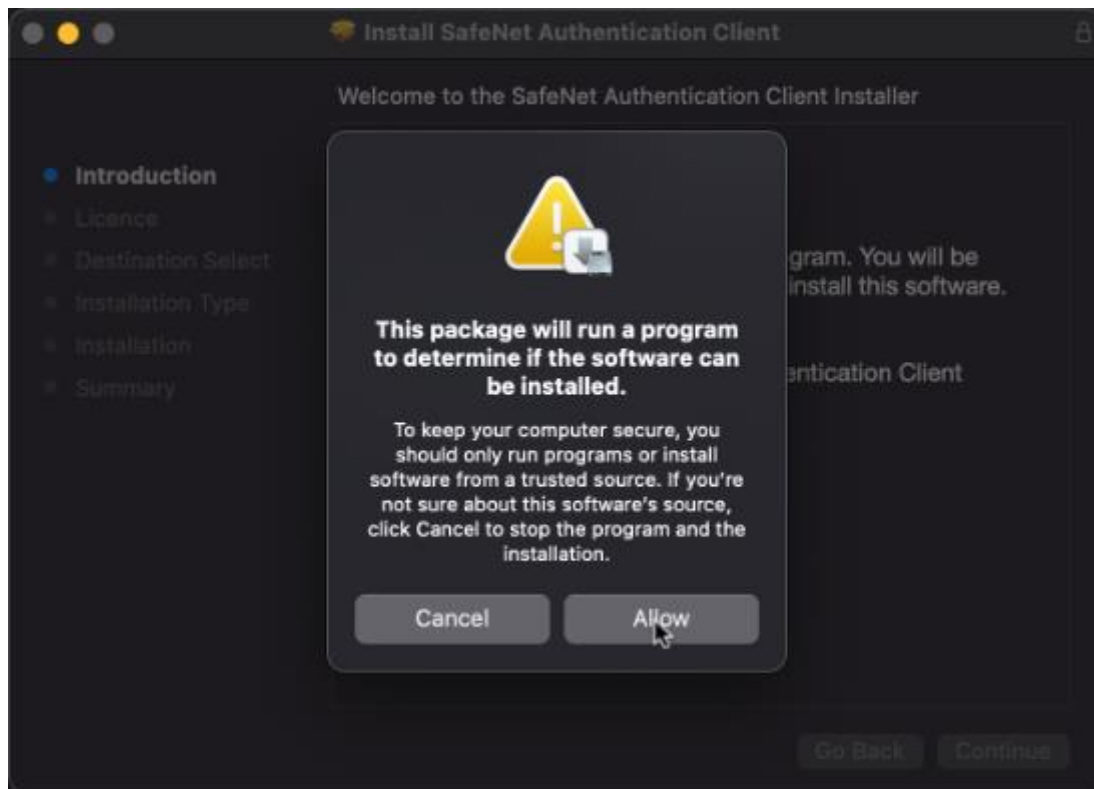 Install SafeNet Authentication Client
Welcome to the SafeNet Authentication Client Installer
Introduction
Licence
Destination Select
Installation Type
Installation
Summary
gram. You will be
install this software.
entication Client
This package will run a program
to determine if the software can
be installed.
To keep your computer secure, you
should only run programs or install
software from a trusted source. If you're
not sure about this software's source,
click Cancel to stop the program and the
installation.
Cancel
Allow
Go Back
Continue